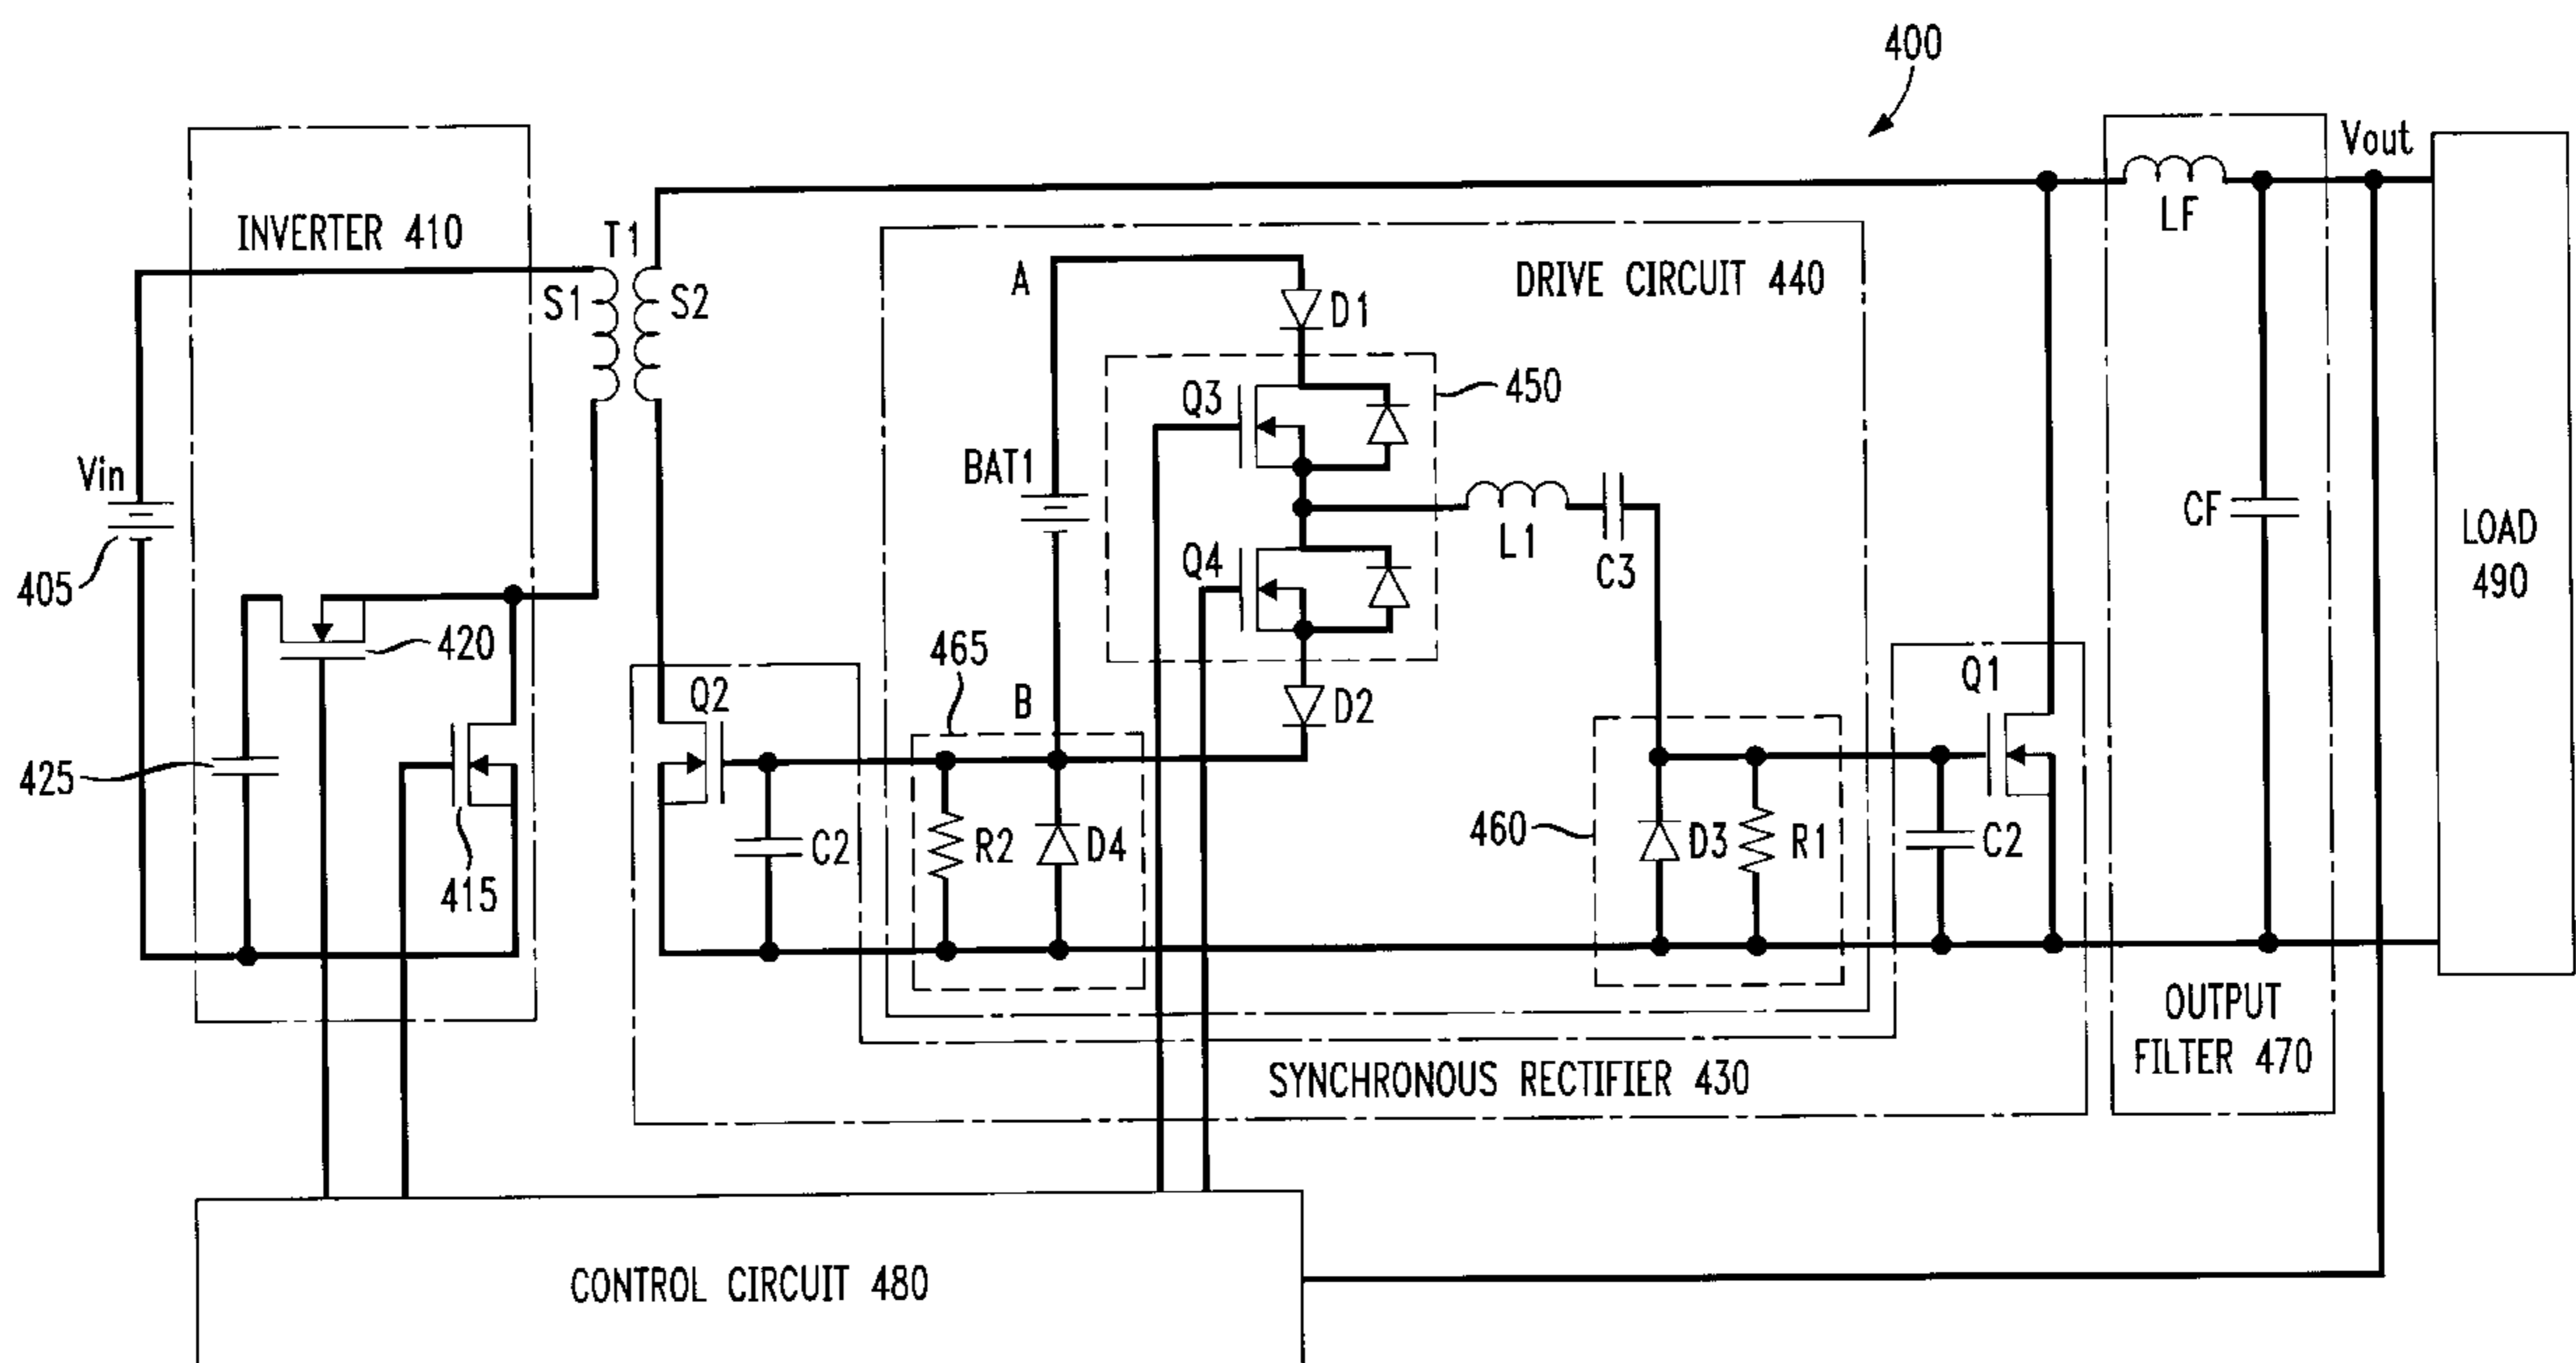 400
Vout
INVERTER 410
T1
LF
S1
S2
A
DRIVE CIRCUIT 440
D1
Q3
450
Vin
BAT1
CF
LOAD
490
405
Q4
L1
C3
420
465
Q2
B
D2
Q1
425
C2
R2
D4
460
D3
R1
C2
415
OUTPUT
FILTER 470
SYNCHRONOUS RECTIFIER 430
CONTROL CIRCUIT 480